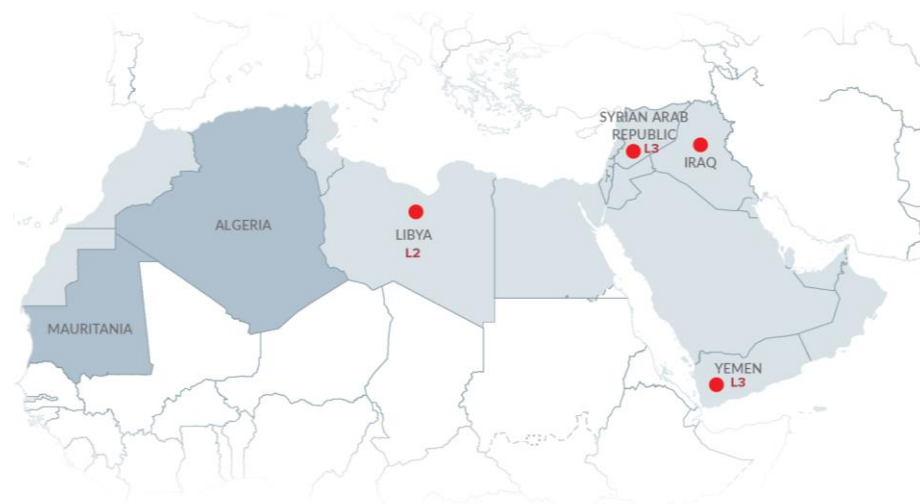 SYRIAN ARAB
REPUBLIC
L3
IRAQ
ALGERIA
LIBYA
L2
MAURITANIA
YEMEN
L3